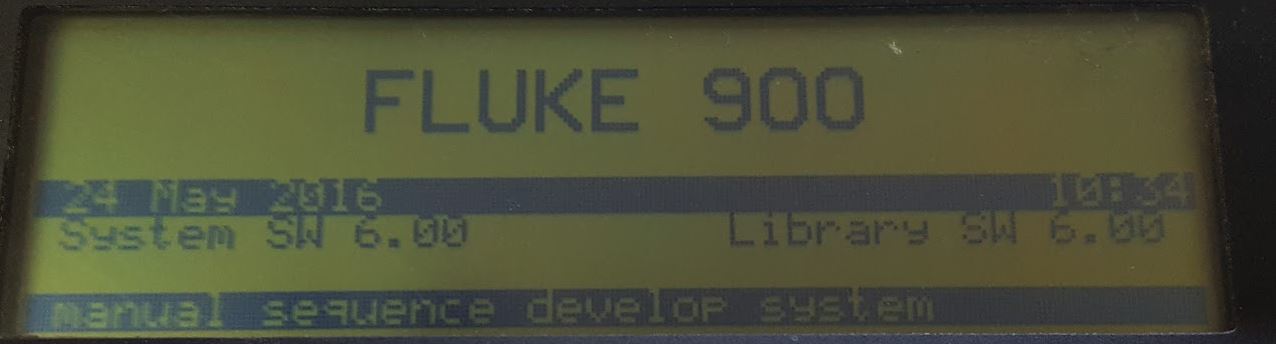 FLUKE 900
24 May 2016 10:34
System SW 6.00 Library SW 6.00
manual sequence develop system